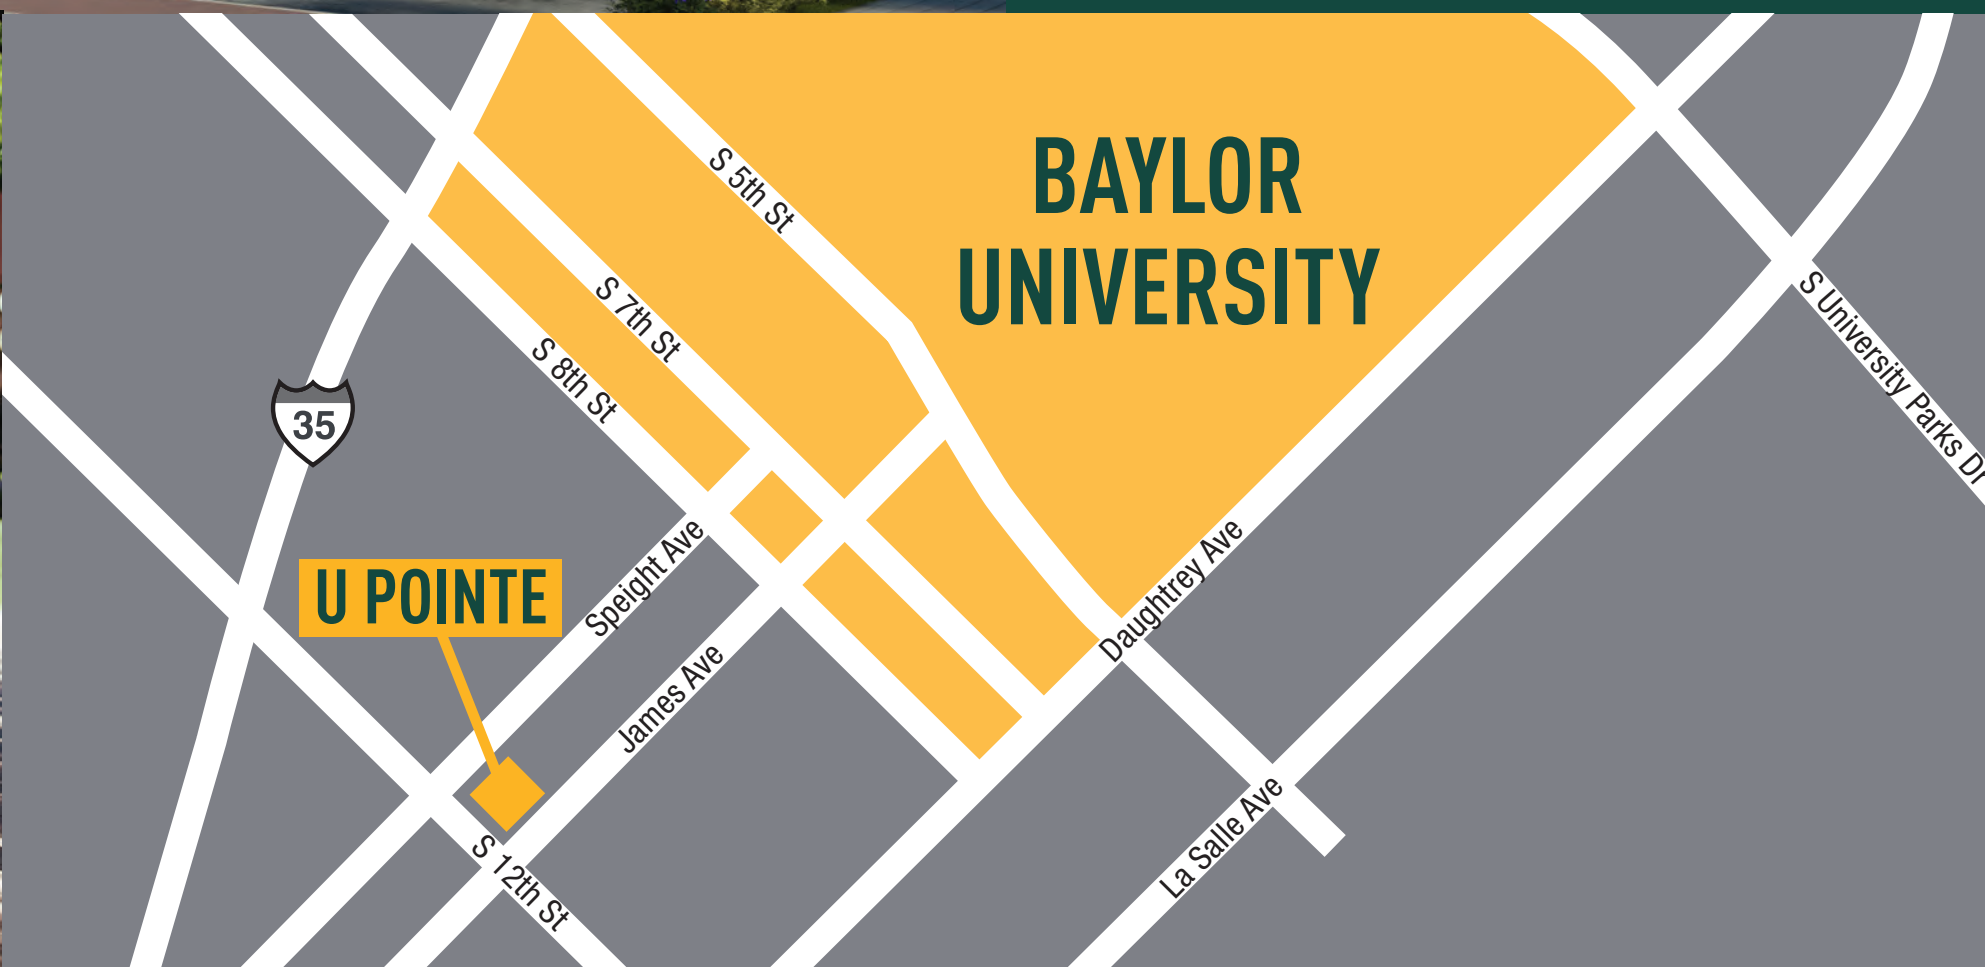 BAYLOR
UNIVERSITY
S 5th St
S 7th St
S 8th St
S University Parks Dr
35
U POINTE
Speight Ave
James Ave
Daughtrey Ave
La Salle Ave
S 12th St